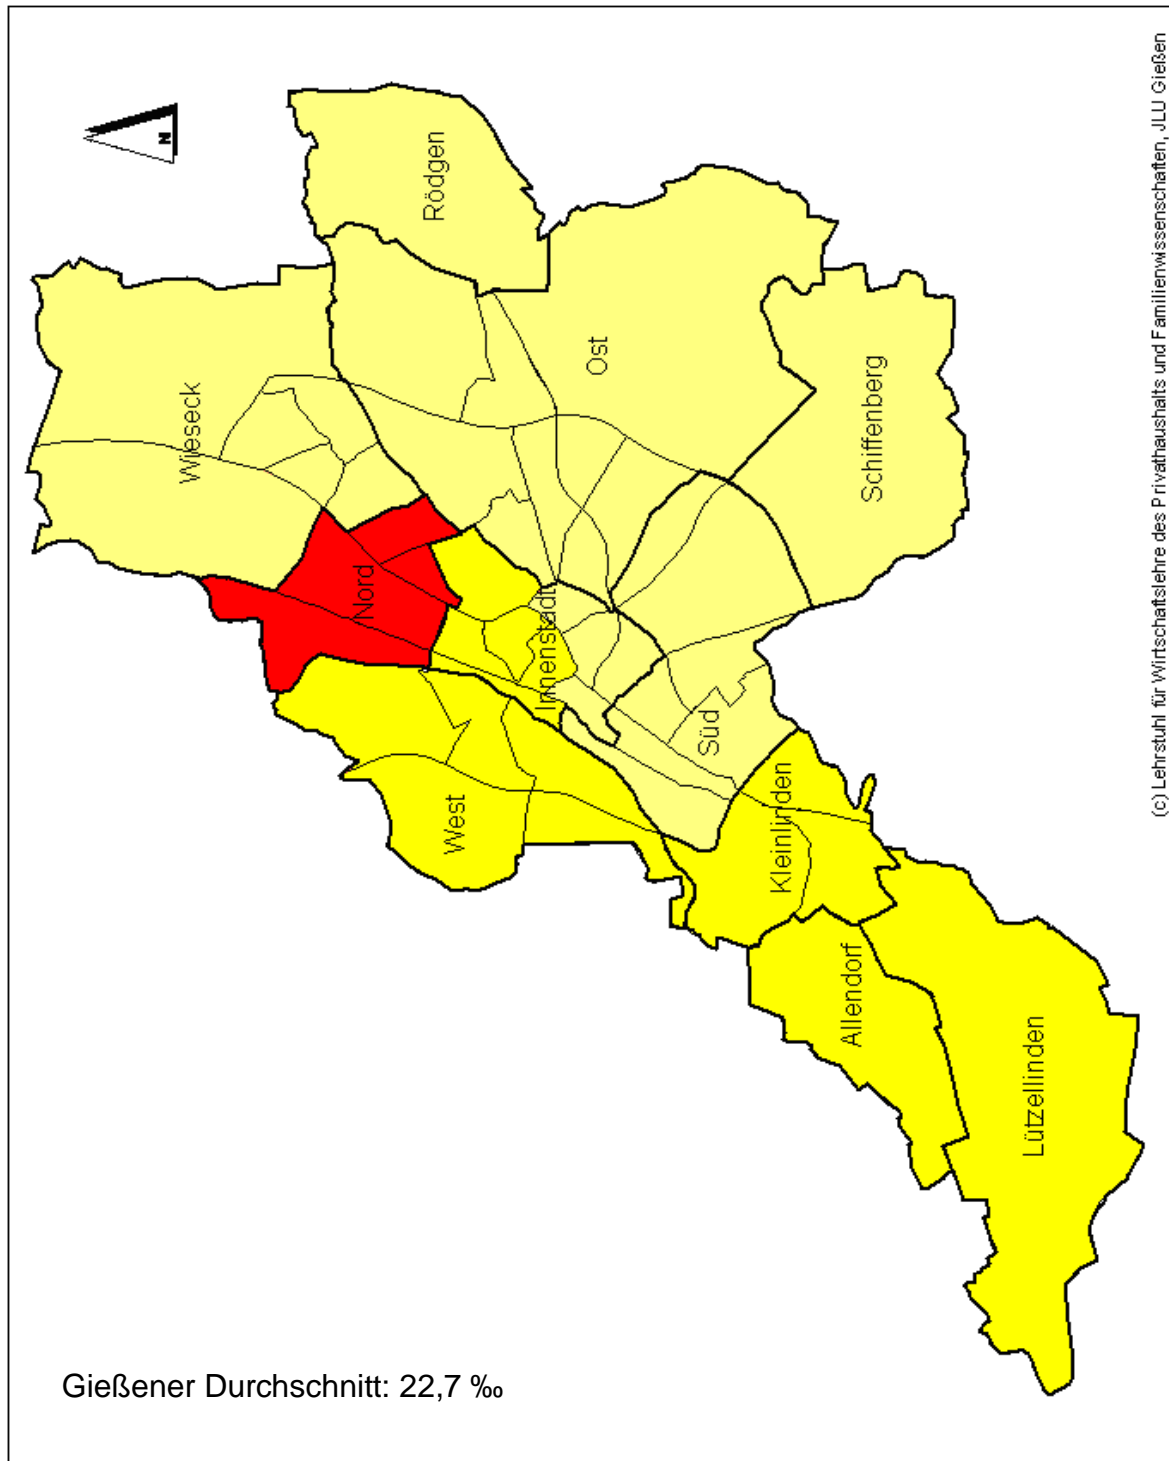 N
Rödgen
Wieseck
Ost
Schiffenberg
Nord
Innenstadt
Süd
West
Kleinlinden
Allendorf
Lützellinden
Gießener Durchschnitt: 22,7 ‰
(c) Lehrstuhl für Wirtschaftslehre des Privathaushalts und Familienwissenschaften, JLU Gießen